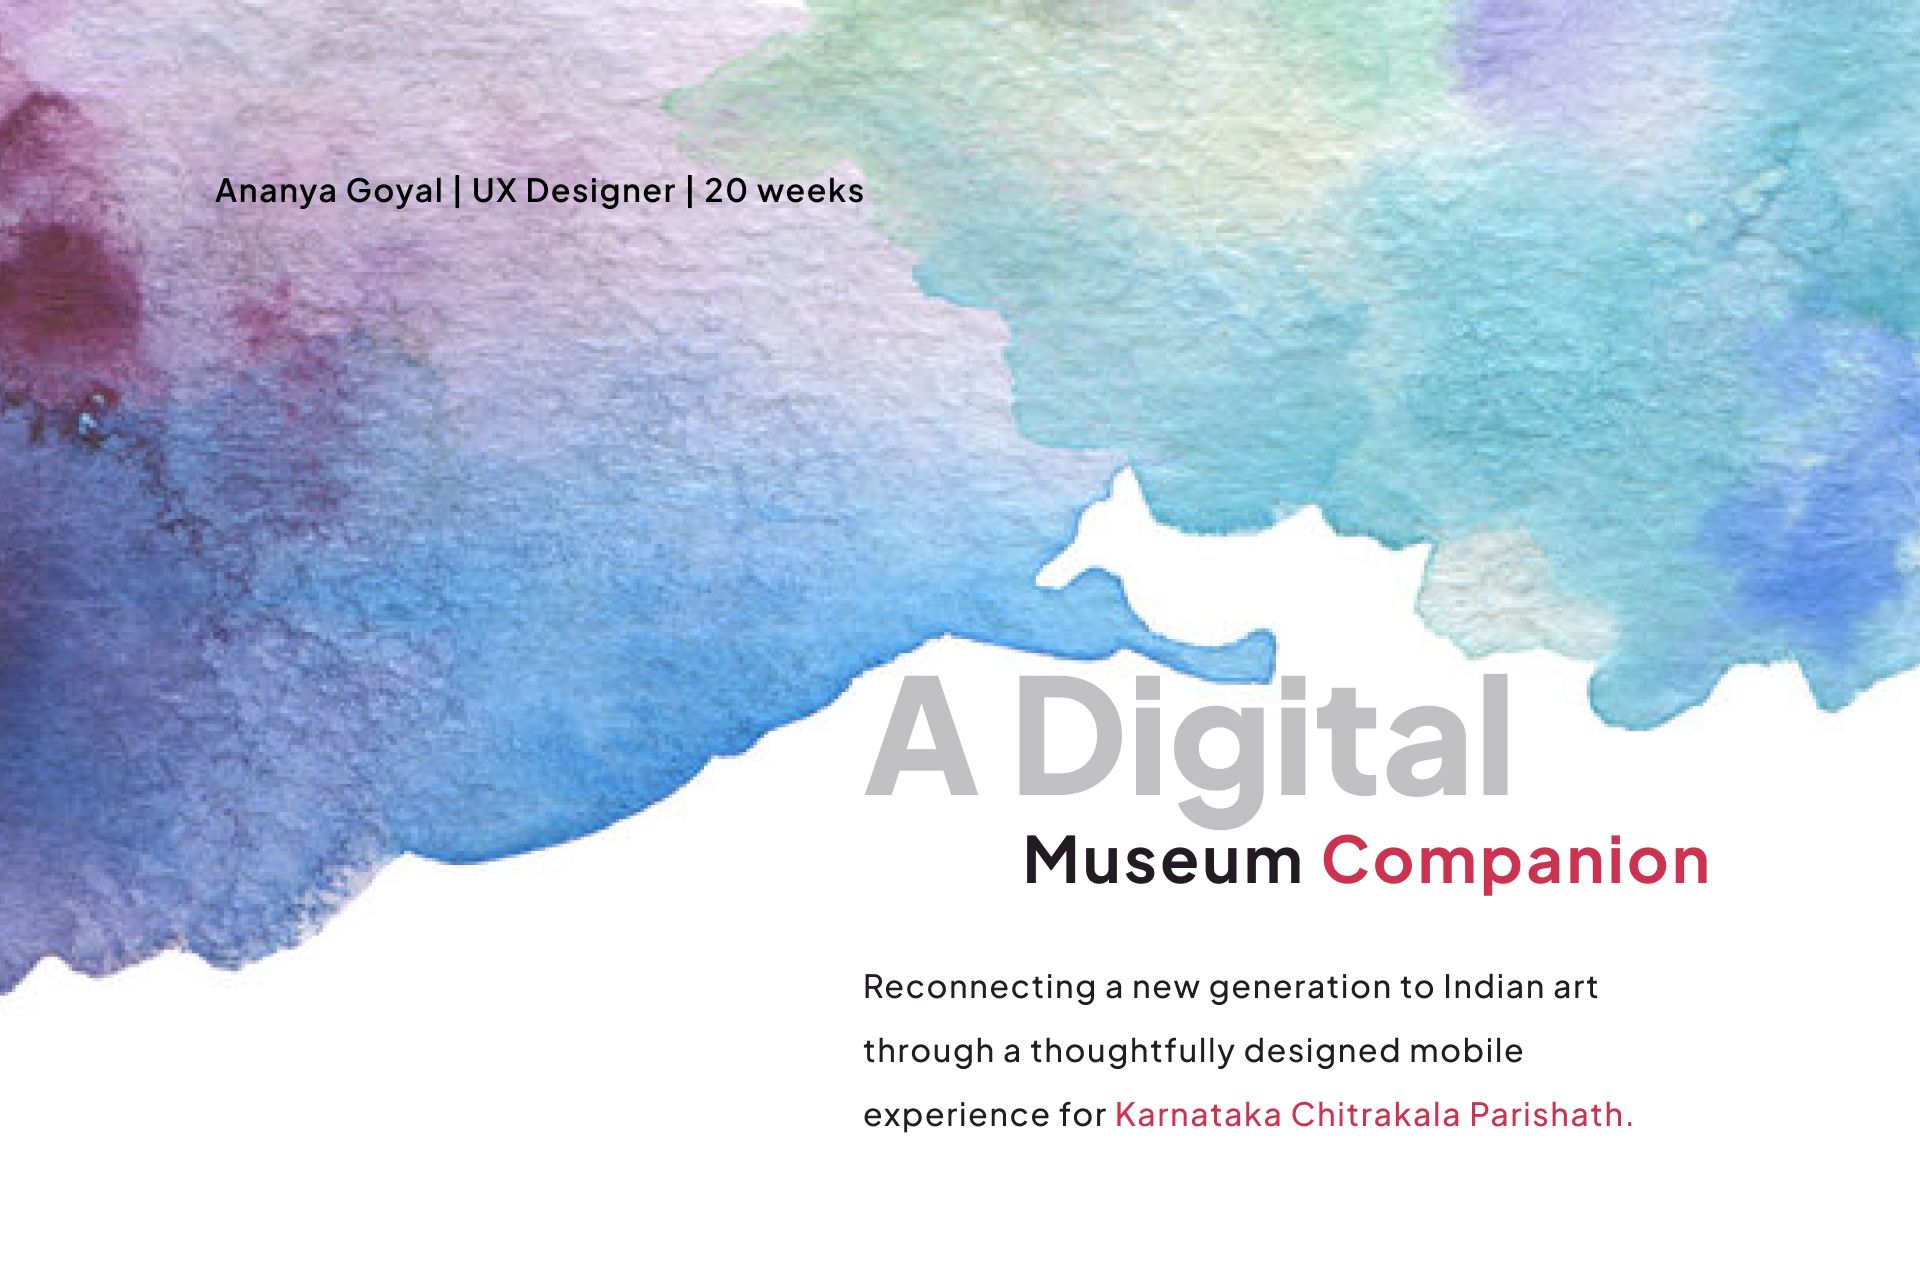 Ananya Goyal | UX Designer | 20 weeks
A Digital
Museum Companion
Reconnecting a new generation to Indian art
through a thoughtfully designed mobile
experience for Karnataka Chitrakala Parishath.